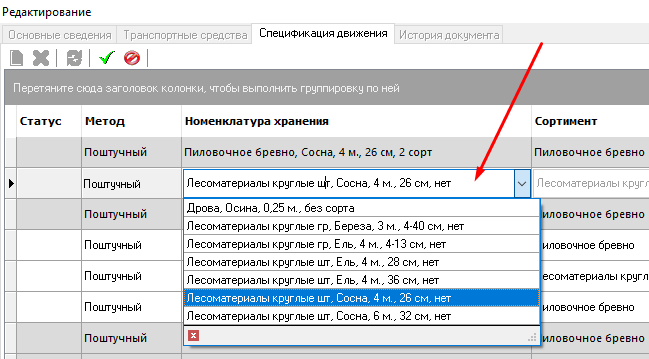 Редактирование
Основные сведения Транспортные средства Спецификация движения История документа
Перетяните сюда заголовок колонки, чтобы выполнить группировку по ней
Статус Метод Номенклатура хранения Сортимент
Поштучный Пиловочное бревно, Сосна, 4 м., 26 см, 2 сорт Пиловочное бревно
Поштучный Лесоматериалы круглые шт, Сосна, 4 м., 26 см, нет Лесоматериалы кругл
Дрова, Осина, 0,25 м., без сорта
Поштучный иловочное бревно
Лесоматериалы круглые гр, Береза, 3 м., 4-40 см, нет
Поштучный Лесоматериалы круглые гр, Ель, 4 м., 4-13 см, нет иловочное бревно
Лесоматериалы круглые шт, Ель, 4 м., 28 см, нет
Поштучный Лесоматериалы круглые шт, Ель, 4 м., 36 см, нет есоматериалы кругл
Лесоматериалы круглые шт, Сосна, 4 м., 26 см, нет
Поштучный иловочное бревно
Лесоматериалы круглые шт, Сосна, 6 м., 32 см, нет
Поштучный иловочное бревно